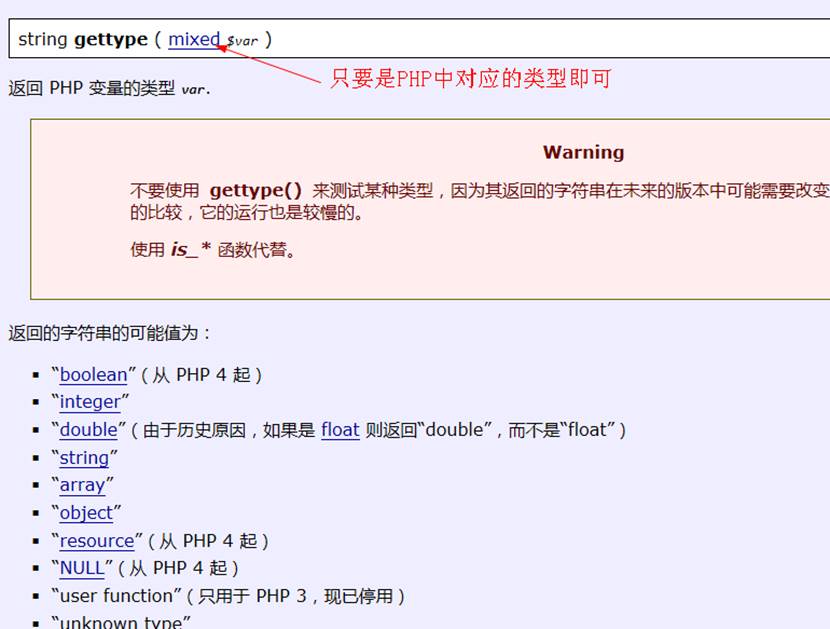 string gettype ( mixed $var )
只要是PHP中对应的类型即可
返回 PHP 变量的类型 var.
Warning
不要使用 gettype() 来测试某种类型，因为其返回的字符串在未来的版本中可能需要改变
的比较，它的运行也是较慢的。
使用 is_* 函数代替。
返回的字符串的可能值为：
▪ “boolean”（从 PHP 4 起）
▪ “integer”
▪ “double”（由于历史原因，如果是 float 则返回“double”，而不是“float”）
▪ “string”
▪ “array”
▪ “object”
▪ “resource”（从 PHP 4 起）
▪ “NULL”（从 PHP 4 起）
▪ “user function”（只用于 PHP 3，现已停用）
▪ “unknown type”